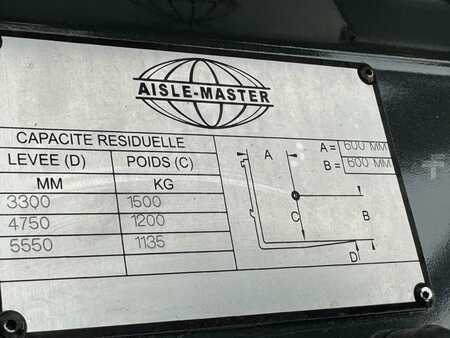 AISLE-MASTER
CAPACITE RESIDUELLE
LEVEE (D) POIDS (C)
MM KG
3300 1500
4750 1200
5550 1135
A A= 600 MM
B= 600 MM
C B
D